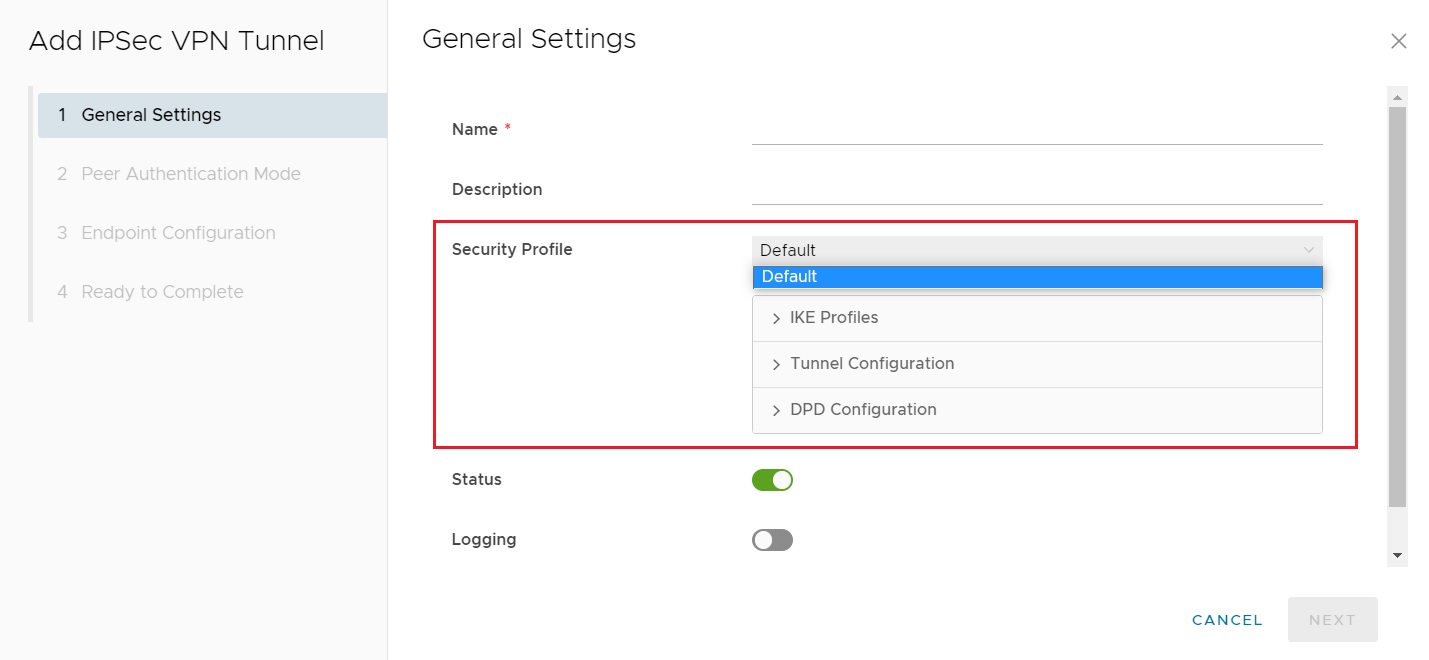 Add IPSec VPN Tunnel
1 General Settings
2 Peer Authentication Mode
3 Endpoint Configuration
4 Ready to Complete
General Settings
Name *
Description
Security Profile
Default
Default
IKE Profiles
Tunnel Configuration
DPD Configuration
Status
Logging
CANCEL
NEXT